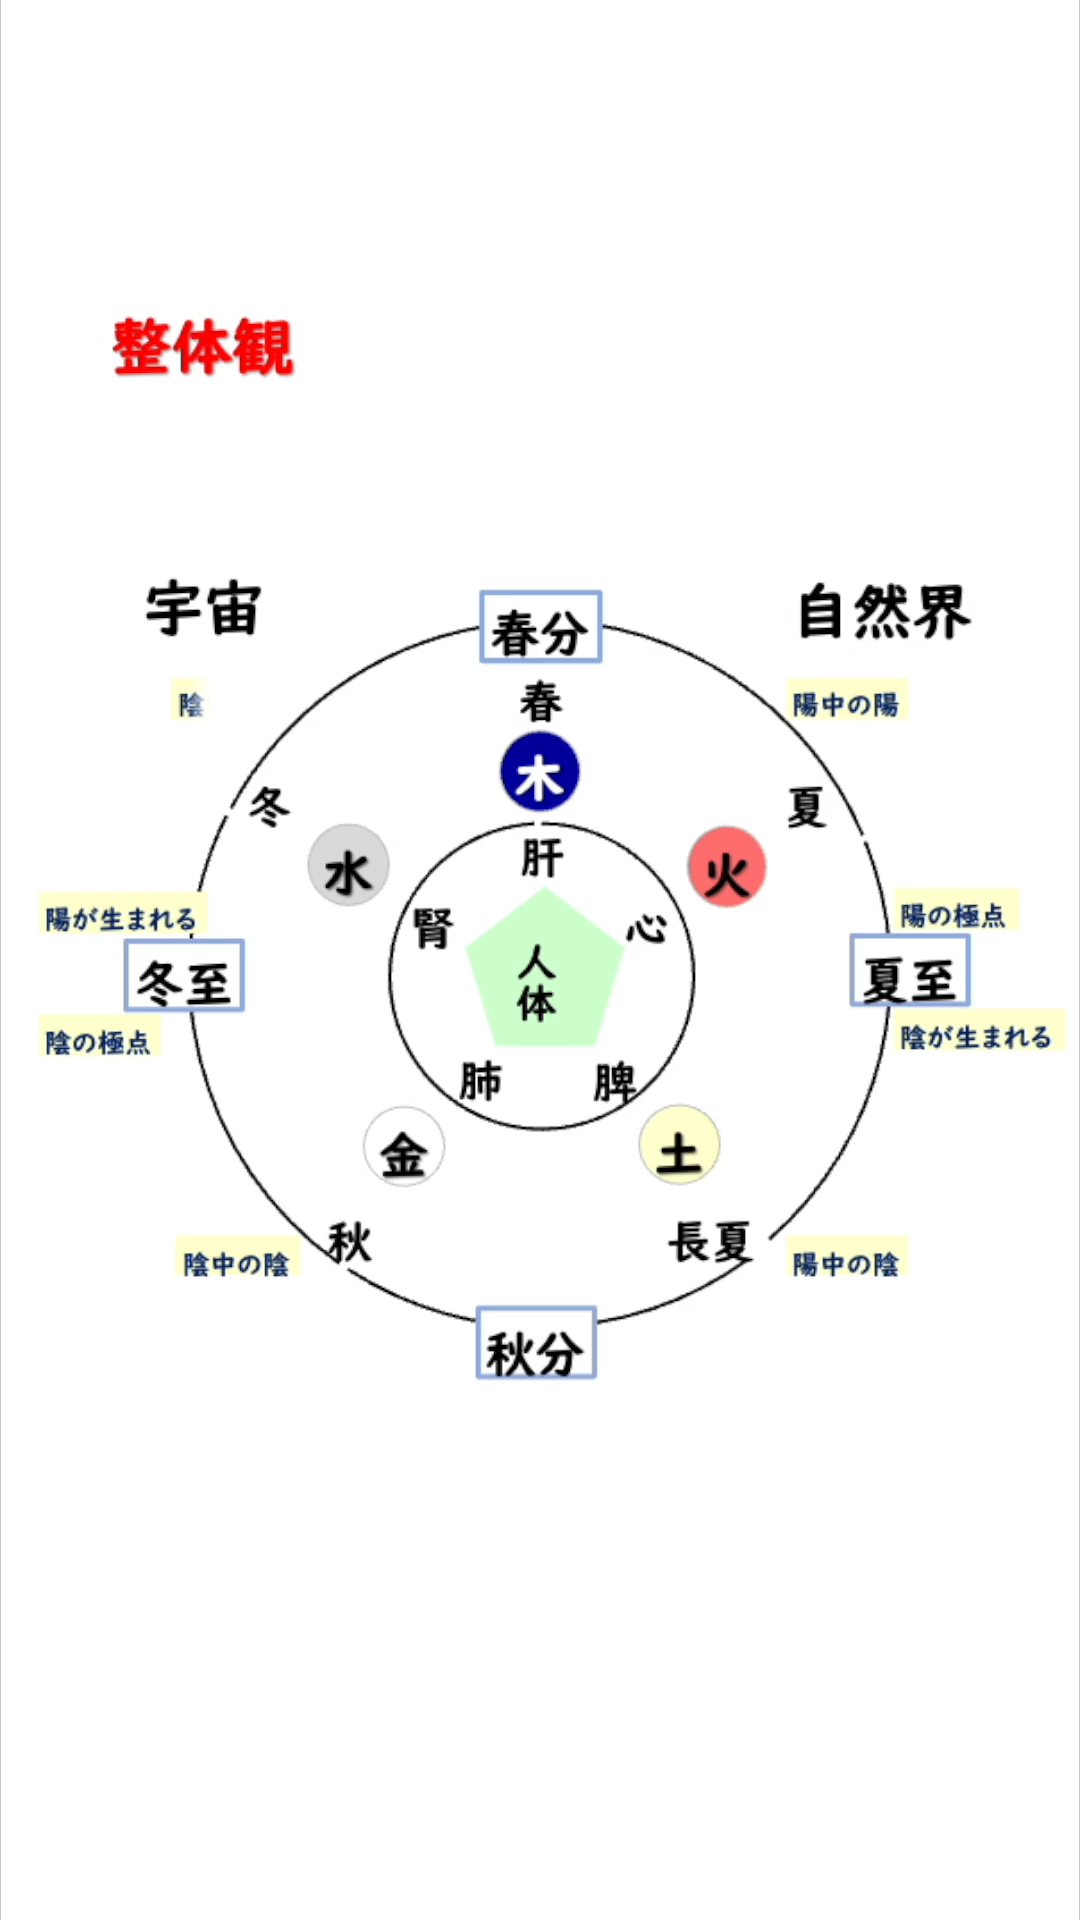 整体観
宇宙
春分
自然界
陰
春
陽中の陽
木
冬
夏
水
肝
火
陽が生まれる
腎
心
陽の極点
冬至
人体
夏至
陰の極点
陰が生まれる
肺
脾
金
土
秋
長夏
陰中の陰
陽中の陰
秋分